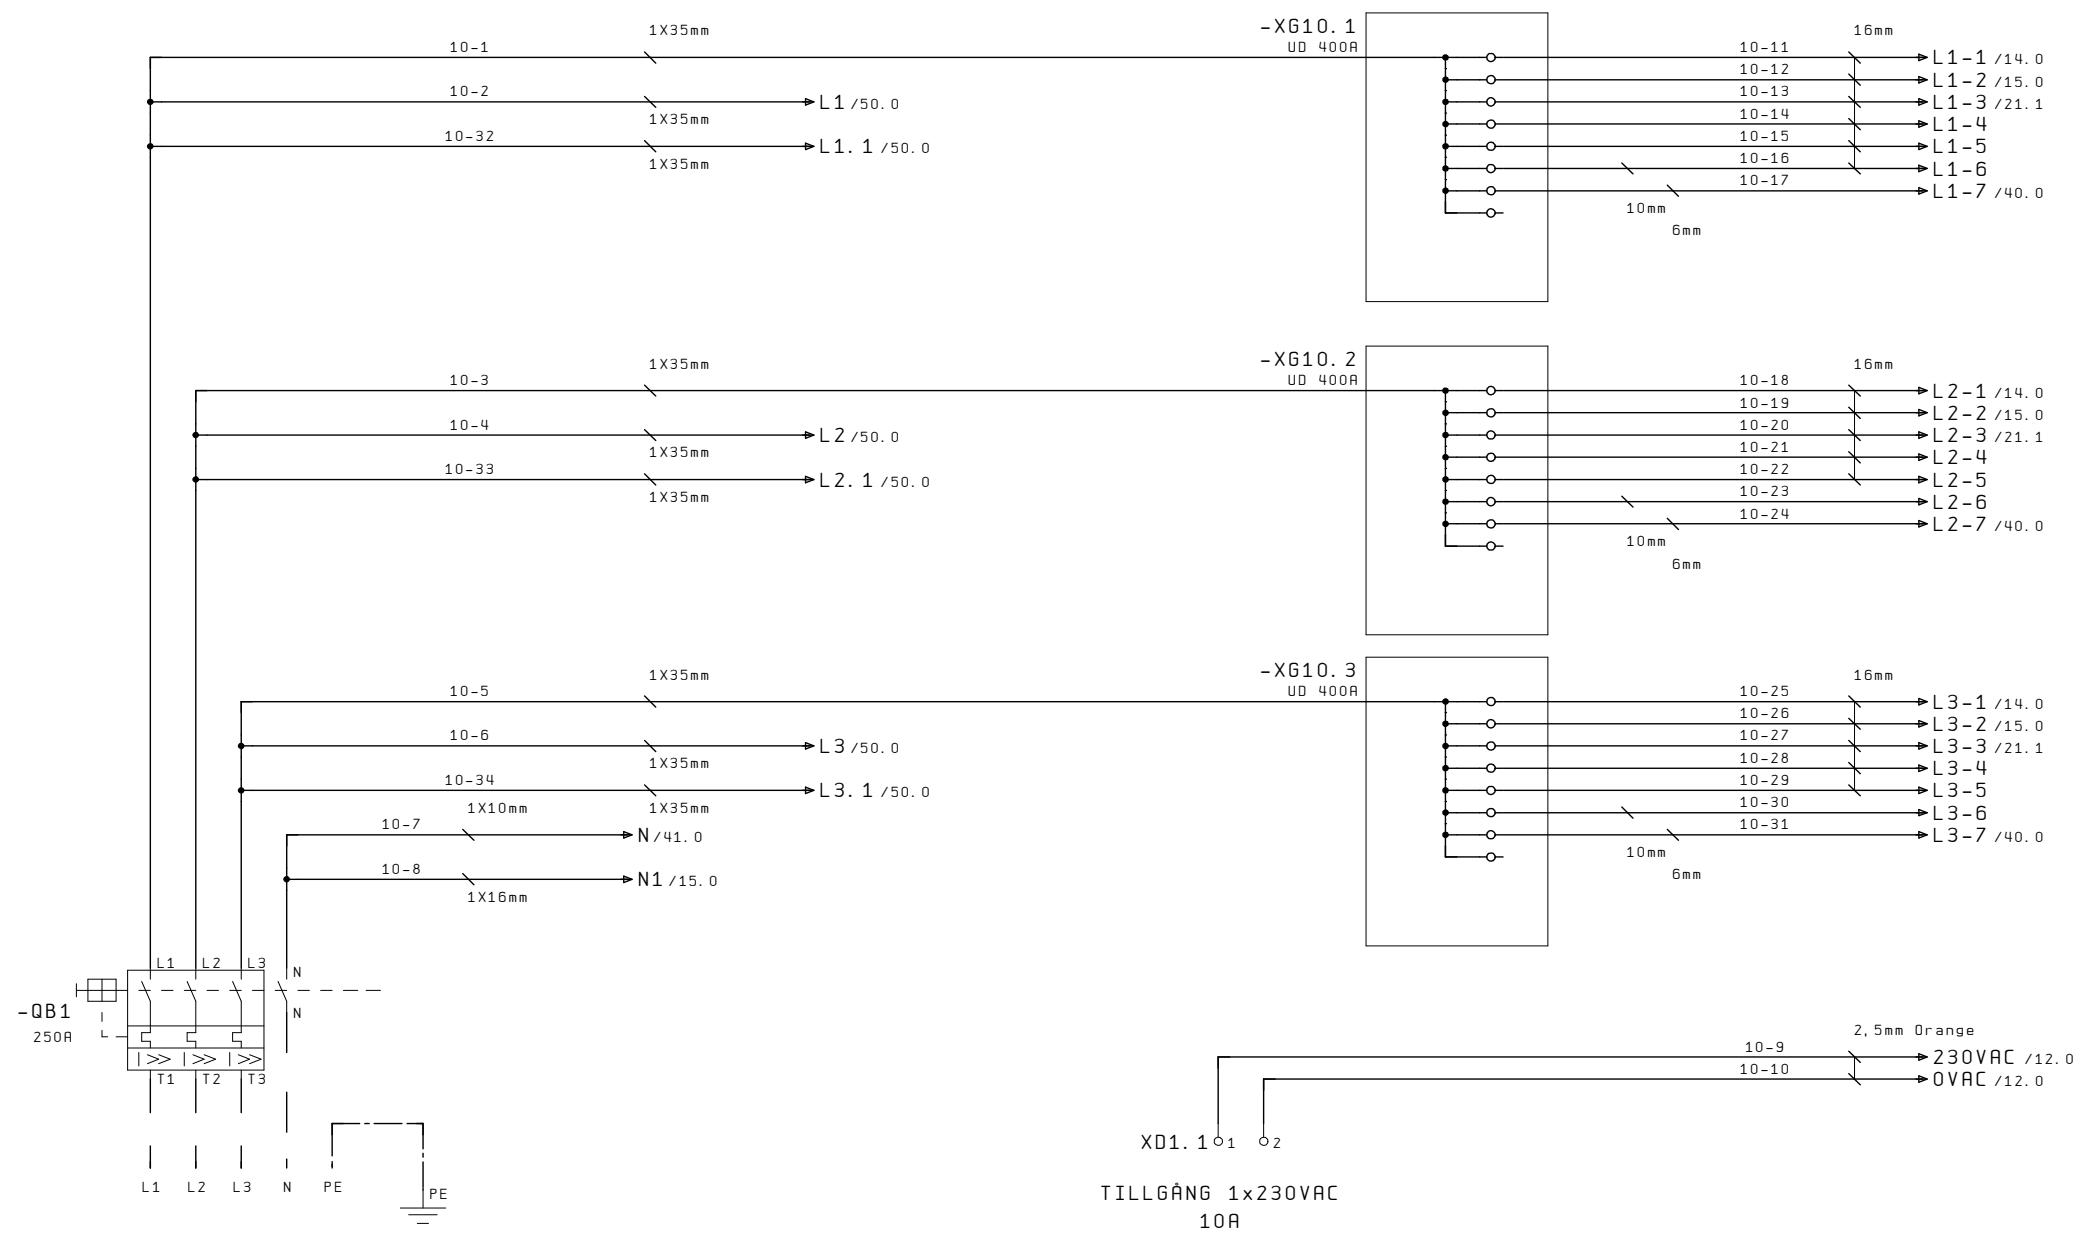 1X35mm
-XG10.1
16mm
10-1
UD 400A
10-11
L1-1 /14.0
10-12
L1-2 /15.0
10-2
L1 /50.0
10-13
L1-3 /21.1
1X35mm
10-14
L1-4
10-32
L1.1 /50.0
10-15
L1-5
1X35mm
10-16
L1-6
10-17
L1-7 /40.0
10mm
6mm
1X35mm
-XG10.2
16mm
10-3
UD 400A
10-18
L2-1 /14.0
10-19
L2-2 /15.0
10-4
L2 /50.0
10-20
L2-3 /21.1
1X35mm
10-21
L2-4
10-33
L2.1 /50.0
10-22
L2-5
1X35mm
10-23
L2-6
10-24
L2-7 /40.0
10mm
6mm
1X35mm
-XG10.3
16mm
10-5
UD 400A
10-25
L3-1 /14.0
10-26
L3-2 /15.0
10-6
L3 /50.0
10-27
L3-3 /21.1
1X35mm
10-28
L3-4
10-34
L3.1 /50.0
10-29
L3-5
1X10mm
1X35mm
10-30
L3-6
10-7
N /41.0
10-31
L3-7 /40.0
10mm
10-8
N1 /15.0
6mm
1X16mm
L1 L2 L3 N
-QB1
N
250A
I>> I>> I>>
T1 T2 T3
2,5mm Orange
10-9
230VAC /12.0
10-10
0VAC /12.0
XD1.1 1 2
L1 L2 L3 N PE PE
TILLGÅNG 1x230VAC
10A